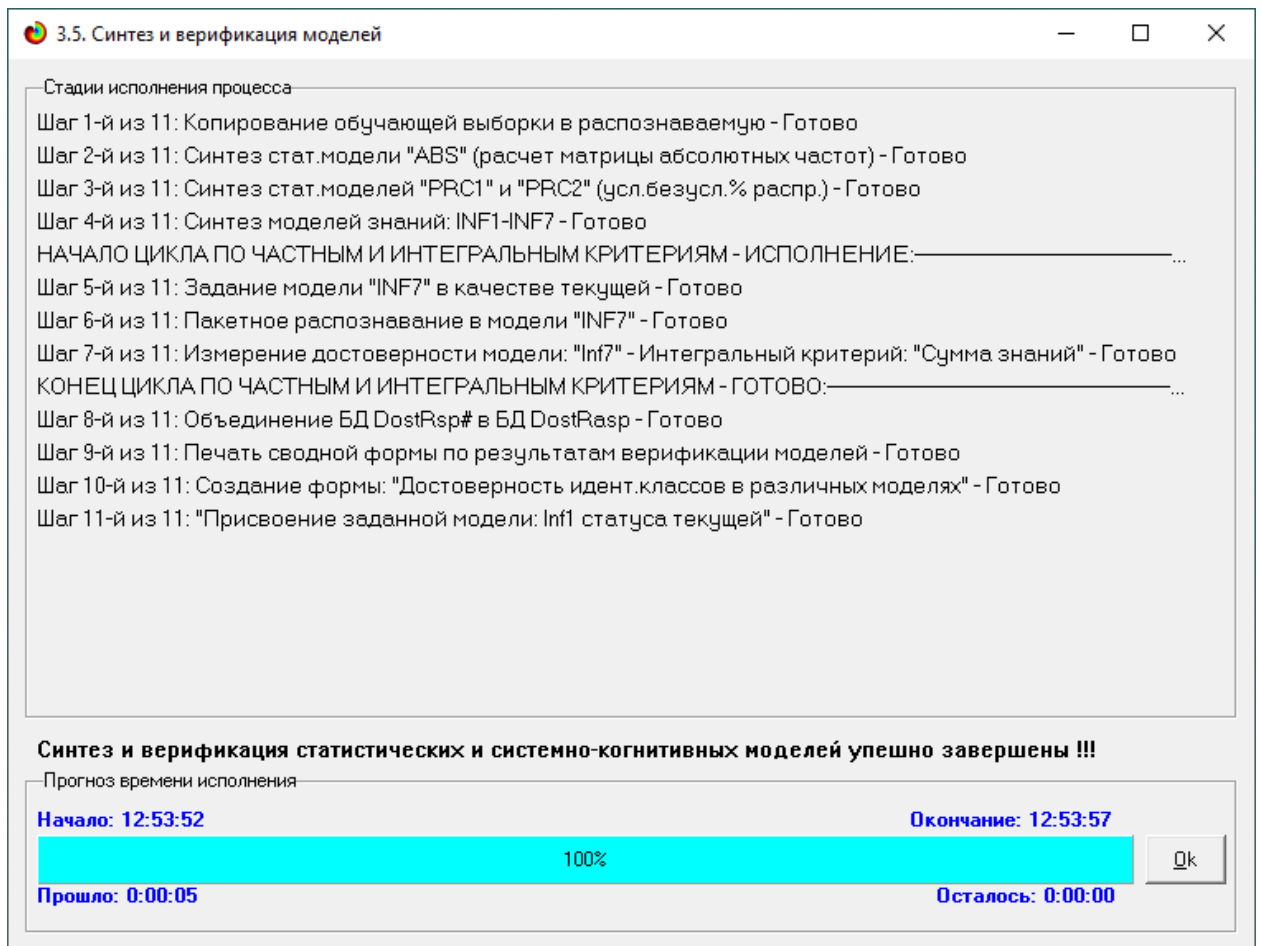 3.5. Синтез и верификация моделей
Стадии исполнения процесса
Шаг 1-й из 11: Копирование обучающей выборки в распознаваемую - Готово
Шаг 2-й из 11: Синтез стат.модели "ABS" (расчет матрицы абсолютных частот) - Готово
Шаг 3-й из 11: Синтез стат.моделей "PRC1" и "PRC2" (усл.безусл.% распр.) - Готово
Шаг 4-й из 11: Синтез моделей знаний: INF1-INF7 - Готово
НАЧАЛО ЦИКЛА ПО ЧАСТНЫМ И ИНТЕГРАЛЬНЫМ КРИТЕРИЯМ - ИСПОЛНЕНИЕ:——————————...
Шаг 5-й из 11: Задание модели "INF7" в качестве текущей - Готово
Шаг 6-й из 11: Пакетное распознавание в модели "INF7" - Готово
Шаг 7-й из 11: Измерение достоверности модели: "Inf7" - Интегральный критерий: "Сумма знаний" - Готово
КОНЕЦ ЦИКЛА ПО ЧАСТНЫМ И ИНТЕГРАЛЬНЫМ КРИТЕРИЯМ - ГОТОВО:—————————————...
Шаг 8-й из 11: Объединение БД DostRsp# в БД DostRasp - Готово
Шаг 9-й из 11: Печать сводной формы по результатам верификации моделей - Готово
Шаг 10-й из 11: Создание формы: "Достоверность идент.классов в различных моделях" - Готово
Шаг 11-й из 11: "Присвоение заданной модели: Inf1 статуса текущей" - Готово
Синтез и верификация статистических и системно-когнитивных моделей упешно завершены !!!
Прогноз времени исполнения
Начало: 12:53:52 Окончание: 12:53:57
100% Ok
Прошло: 0:00:05 Осталось: 0:00:00